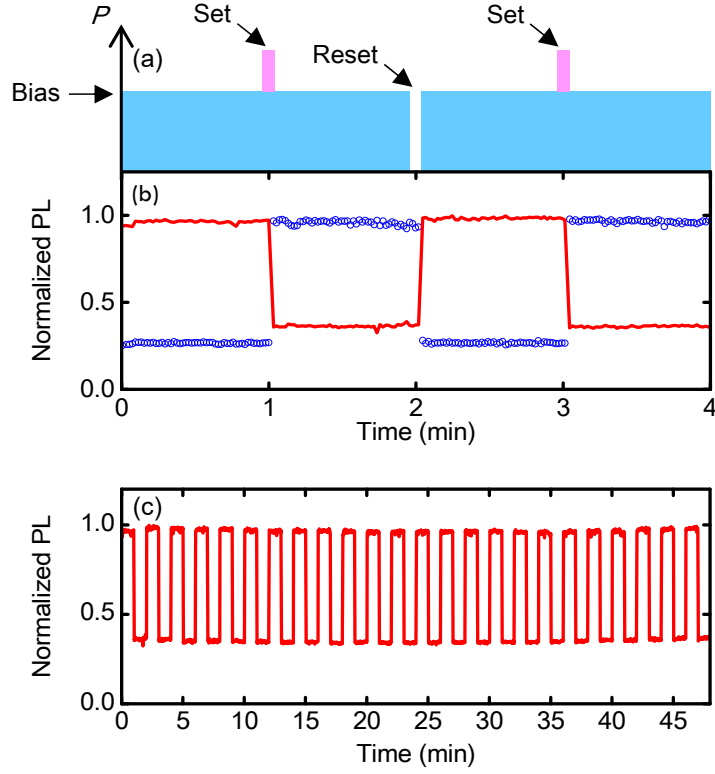 P
Set
Set
(a)
Reset
Bias
(b)
Normalized PL
1.0
0.5
0.0
0 1 2 3 4
Time (min)
(c)
Normalized PL
1.0
0.5
0.0
0 5 10 15 20 25 30 35 40 45
Time (min)